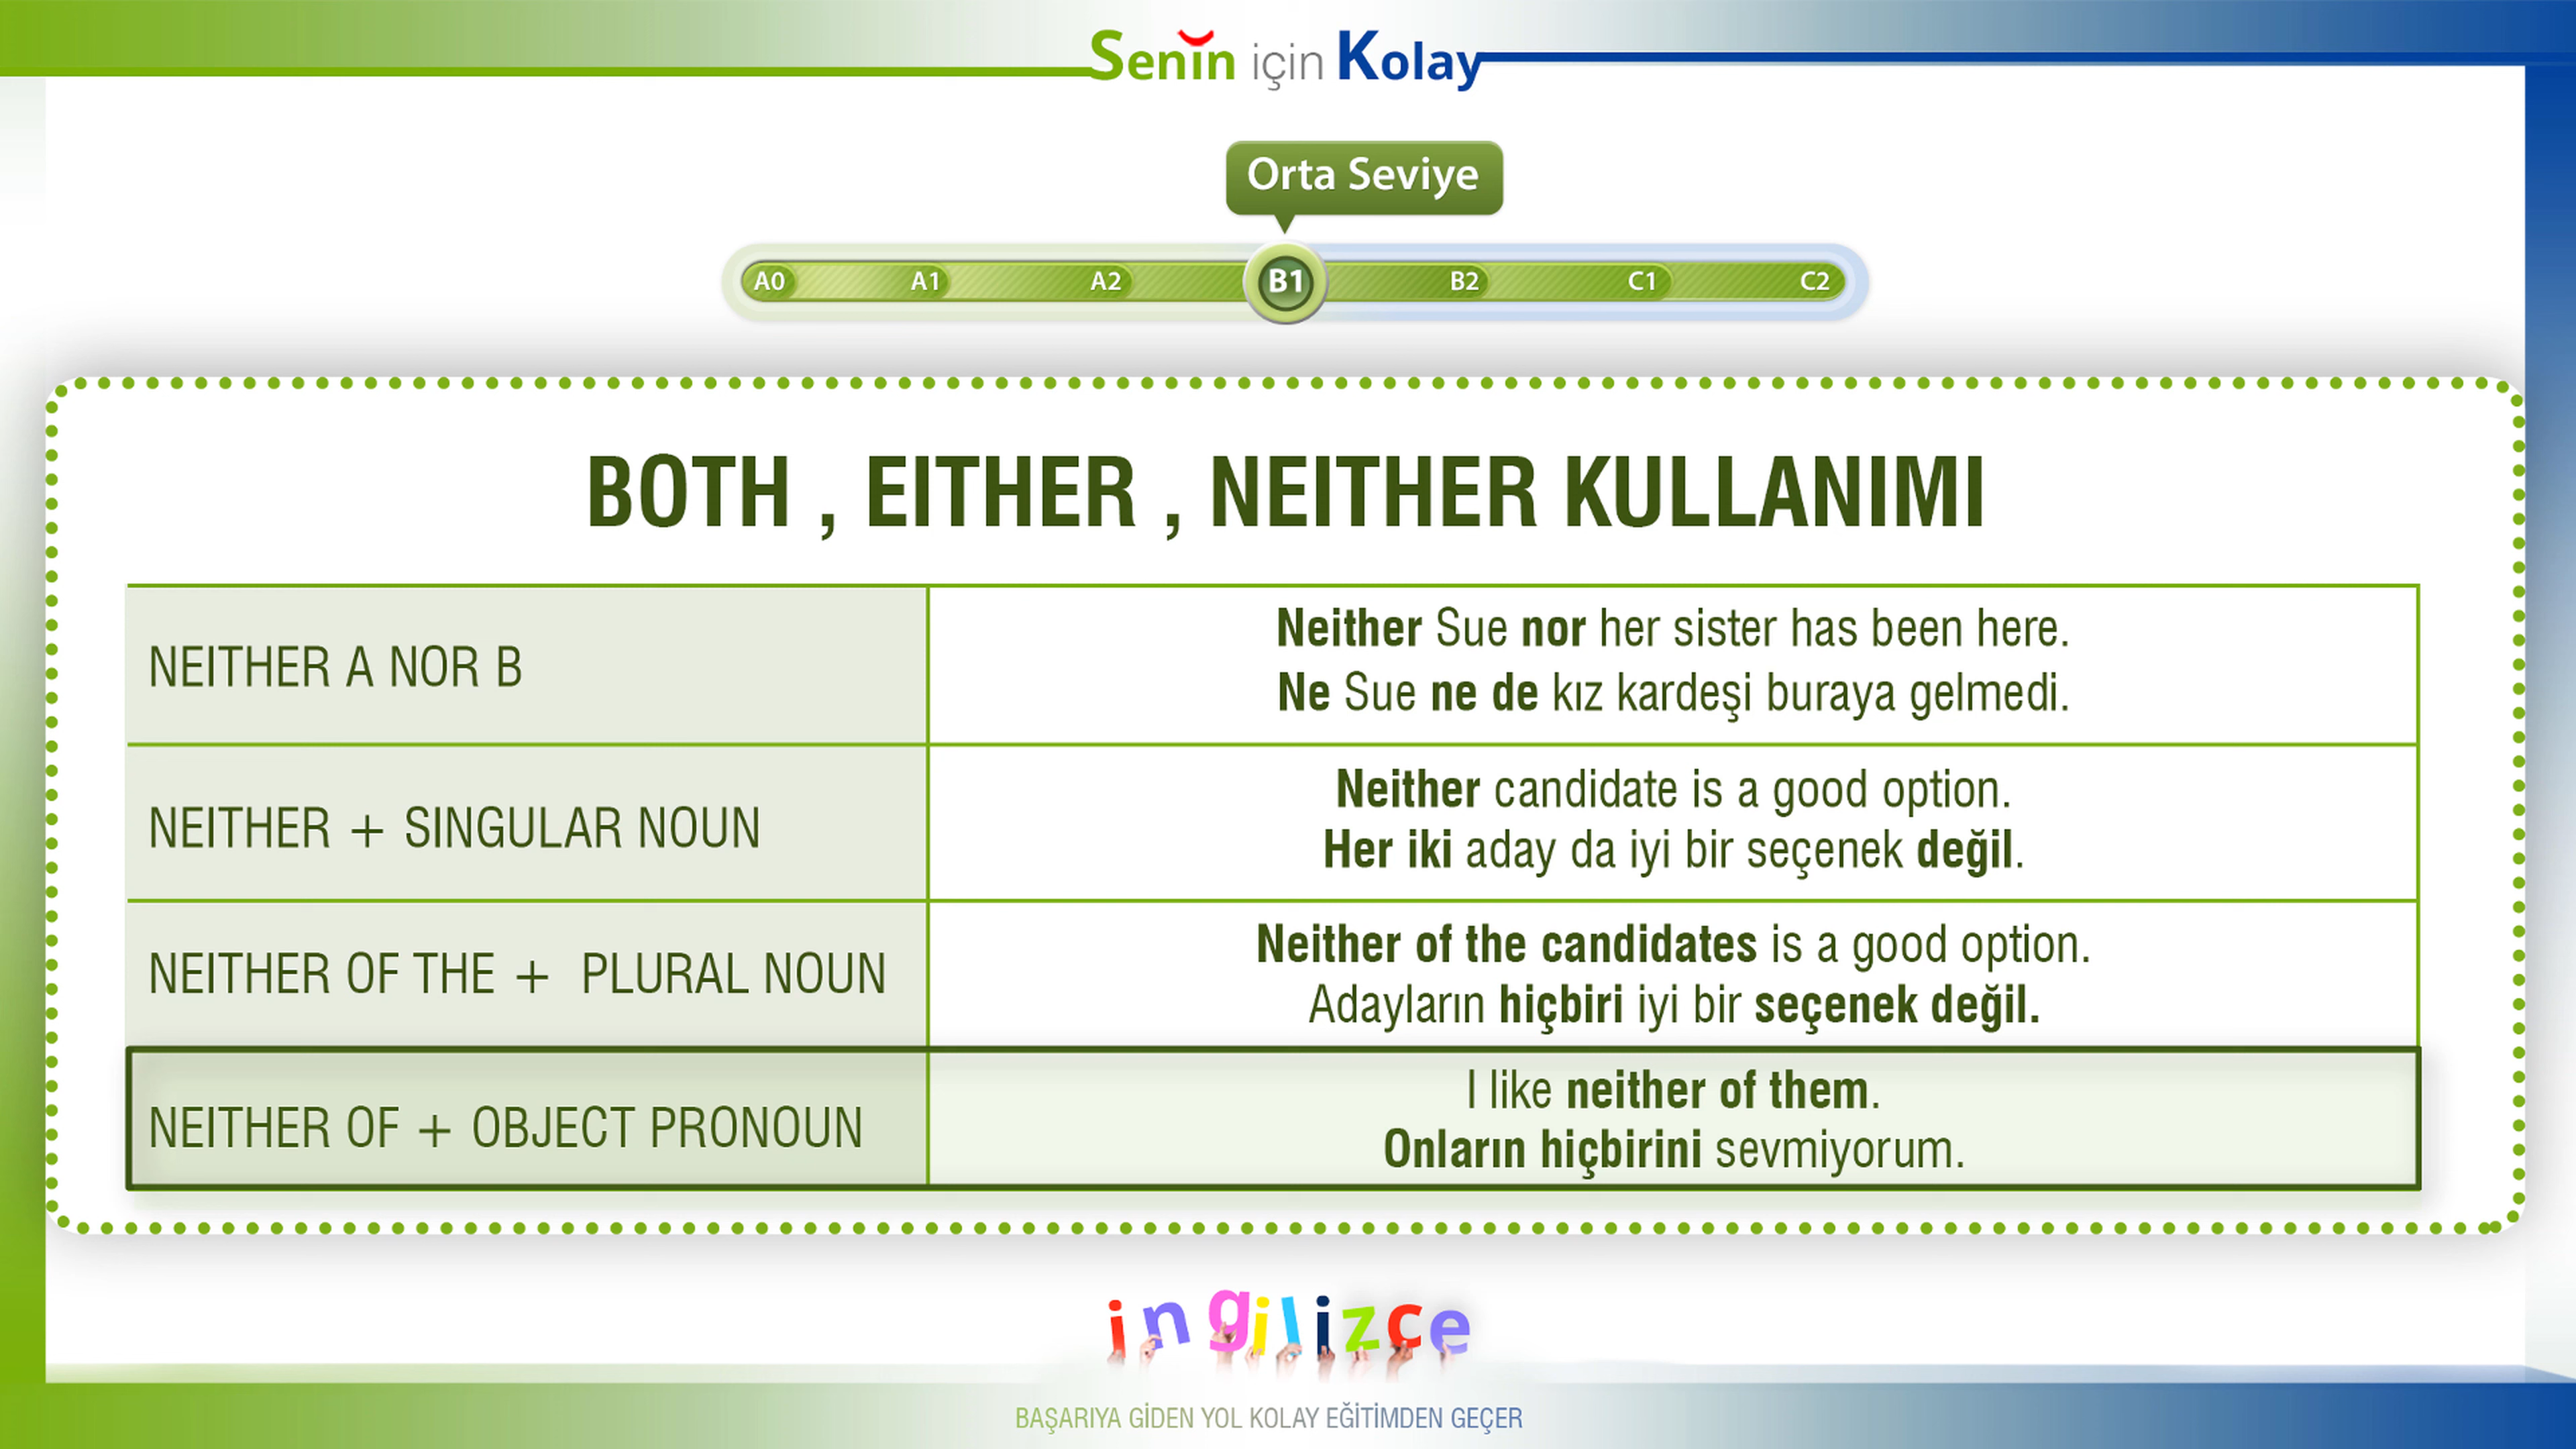 Senin için Kolay
Orta Seviye
A0 A1 A2 B1 B2 C1 C2
BOTH , EITHER , NEITHER KULLANIMI
NEITHER A NOR B
Neither Sue nor her sister has been here.
Ne Sue ne de kız kardeşi buraya gelmedi.
NEITHER + SINGULAR NOUN
Neither candidate is a good option.
Her iki aday da iyi bir seçenek değil.
NEITHER OF THE + PLURAL NOUN
Neither of the candidates is a good option.
Adayların hiçbiri iyi bir seçenek değil.
NEITHER OF + OBJECT PRONOUN
I like neither of them.
Onların hiçbirini sevmiyorum.
ingilizce
BAŞARIYA GİDEN YOL KOLAY EĞİTİMDEN GEÇER